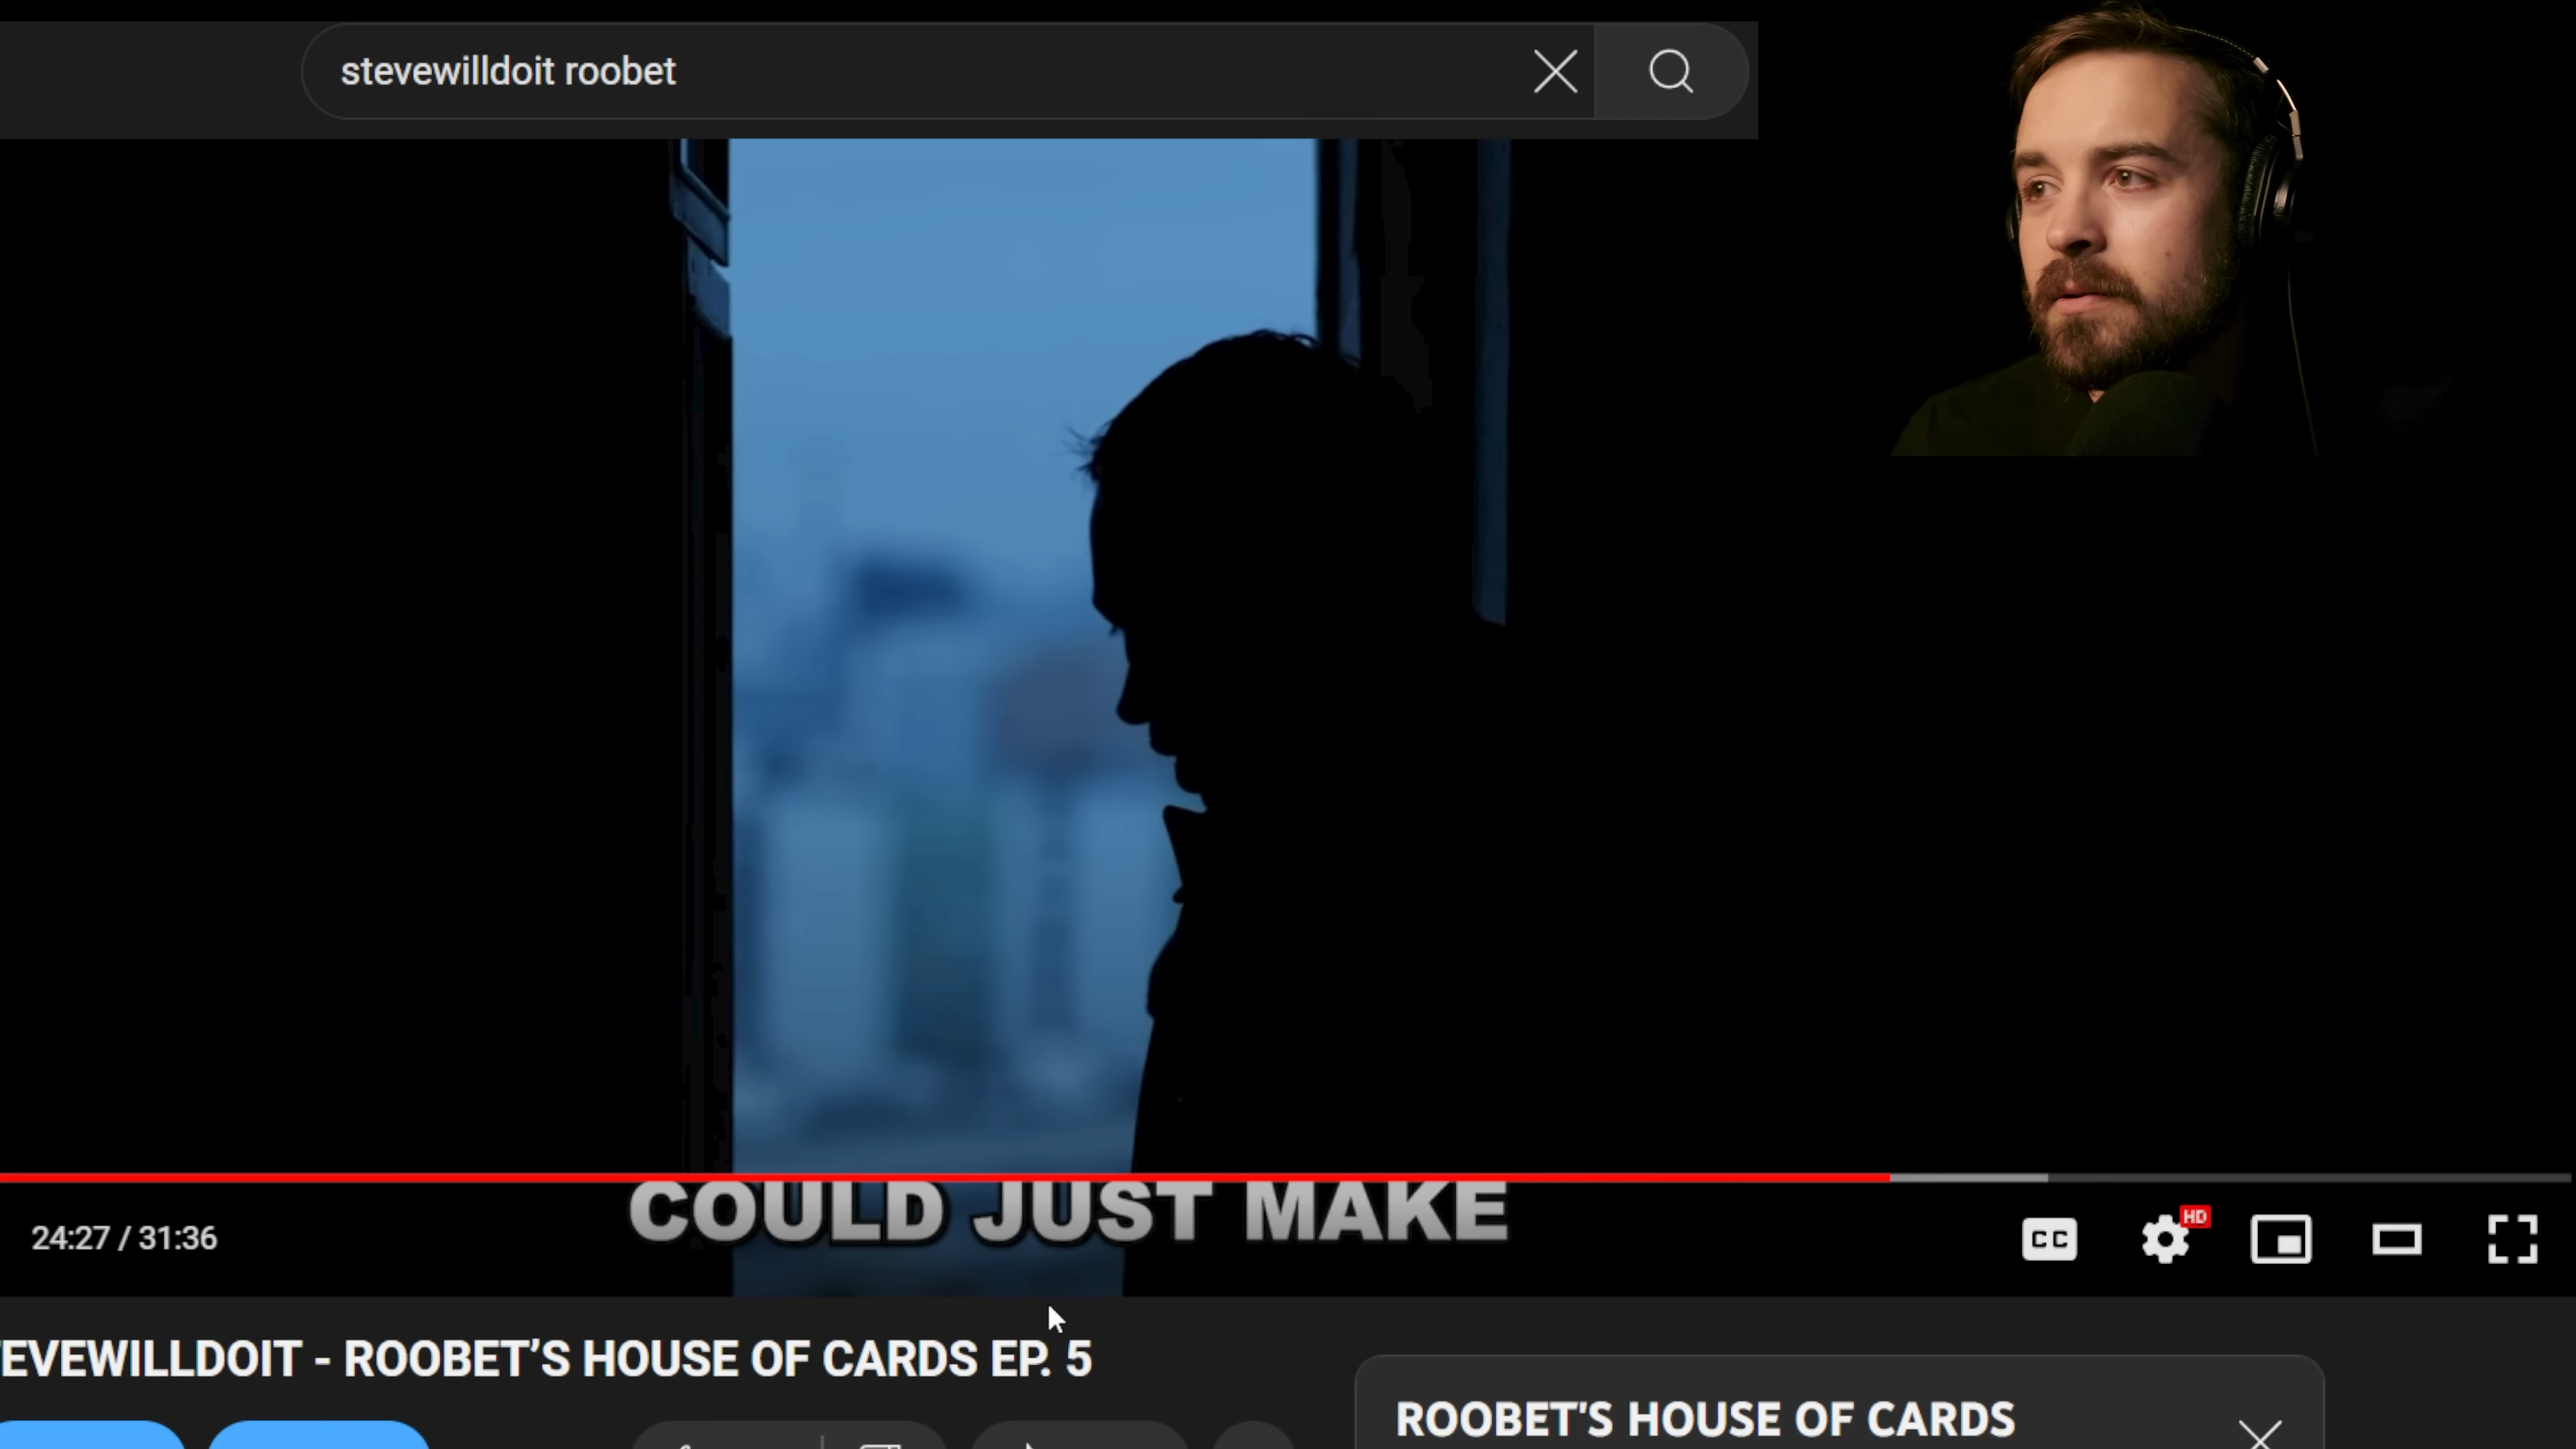 stevewilldoit roobet
COULD JUST MAKE
24:27 / 31:36
CC
HD
EVEWILLDOIT - ROOBET’S HOUSE OF CARDS EP. 5
ROOBET'S HOUSE OF CARDS